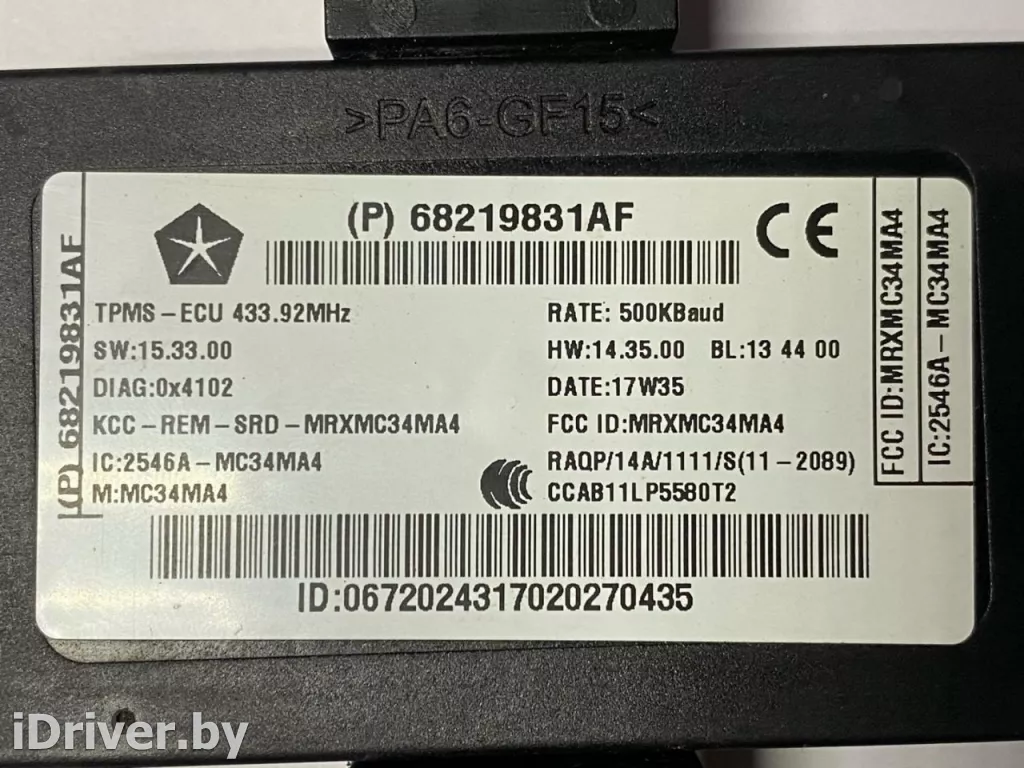 >PA6-GF15<
(P) 68219831AF
CE
TPMS-ECU 433.92MHz
RATE: 500KBaud
SW:15.33.00
HW:14.35.00 BL:13 44 00
DIAG:0x4102
DATE:17W35
KCC-REM-SRD-MRXMC34MA4
FCC ID:MRXMC34MA4
IC:2546A-MC34MA4
RAQP/14A/1111/S(11-2089)
M:MC34MA4
CCAB11LP5580T2
ID:0672024317020270435
(P) 68219831AF
FCC ID:MRXMC34MA4
IC:2546A-MC34MA4
iDriver.by